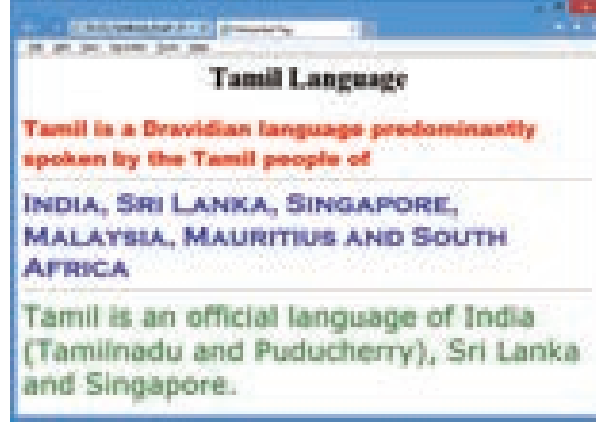 Tamil Language
Tamil is a Dravidian language predominantly
spoken by the Tamil people of
INDIA, SRI LANKA, SINGAPORE,
MALAYSIA, MAURITIUS AND SOUTH
AFRICA
Tamil is an official language of India
(Tamilnadu and Puducherry), Sri Lanka
and Singapore.